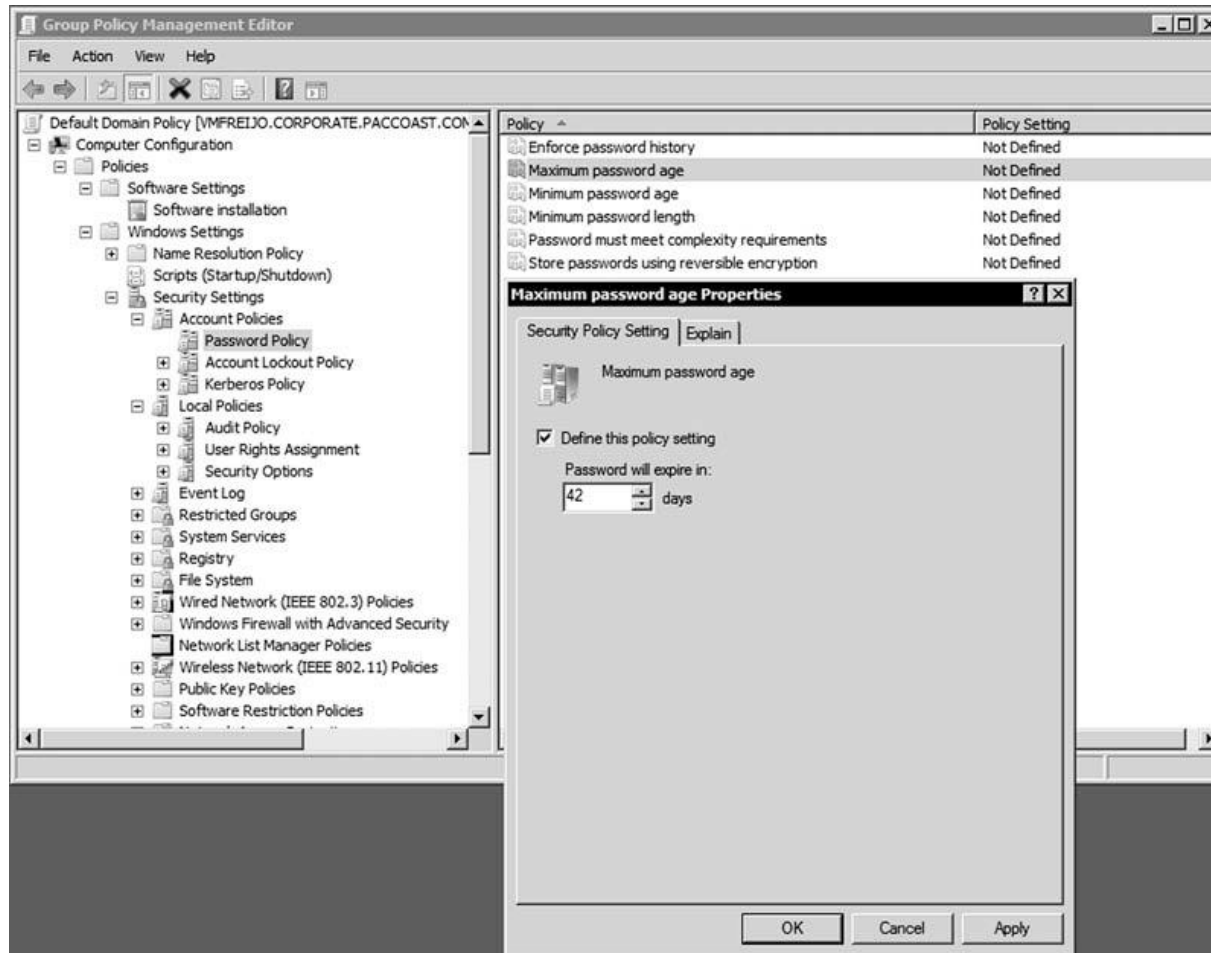 Group Policy Management Editor
File Action View Help
Default Domain Policy [VMFREIJO.CORPORATE.PACCOAST.COM
Computer Configuration
Policies
Software Settings
Software installation
Windows Settings
Name Resolution Policy
Scripts (Startup/Shutdown)
Security Settings
Account Policies
Password Policy
Account Lockout Policy
Kerberos Policy
Local Policies
Audit Policy
User Rights Assignment
Security Options
Event Log
Restricted Groups
System Services
Registry
File System
Wired Network (IEEE 802.3) Policies
Windows Firewall with Advanced Security
Network List Manager Policies
Wireless Network (IEEE 802.11) Policies
Public Key Policies
Software Restriction Policies
Policy Policy Setting
Enforce password history Not Defined
Maximum password age Not Defined
Minimum password age Not Defined
Minimum password length Not Defined
Password must meet complexity requirements Not Defined
Store passwords using reversible encryption Not Defined
Maximum password age Properties
Security Policy Setting Explain
Maximum password age
Define this policy setting
Password will expire in:
42 days
OK Cancel Apply